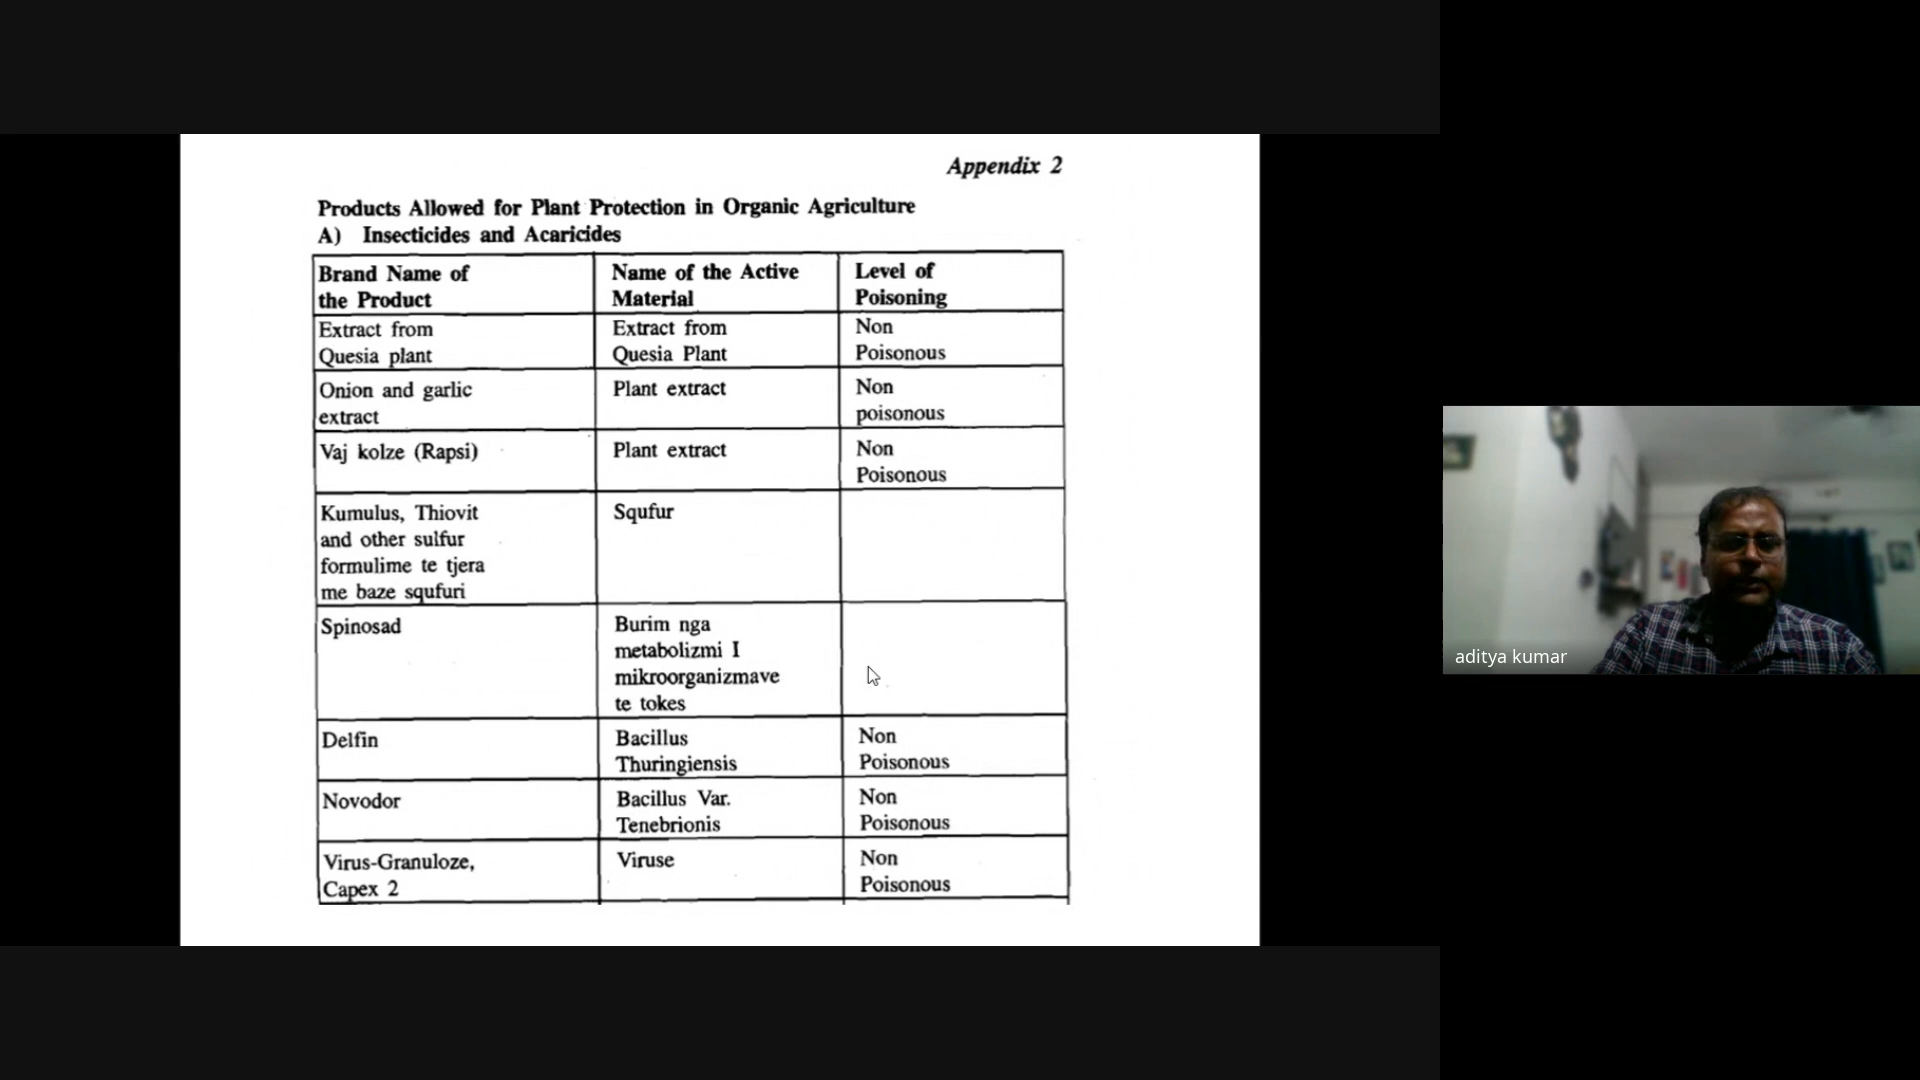 Appendix 2
Products Allowed for Plant Protection in Organic Agriculture
A) Insecticides and Acaricides
Brand Name of
the Product
Name of the Active
Material
Level of
Poisoning
Extract from
Quesia plant
Extract from
Quesia Plant
Non
Poisonous
Onion and garlic
extract
Plant extract
Non
poisonous
Vaj kolze (Rapsi)
Plant extract
Non
Poisonous
Kumulus, Thiovit
and other sulfur
formulime te tjera
me baze squfuri
Squfur
Spinosad
Burim nga
metabolizmi I
mikroorganizmave
te tokes
Delfin
Bacillus
Thuringiensis
Non
Poisonous
Novodor
Bacillus Var.
Tenebrionis
Non
Poisonous
Virus-Granuloze,
Capex 2
Viruse
Non
Poisonous
aditya kumar